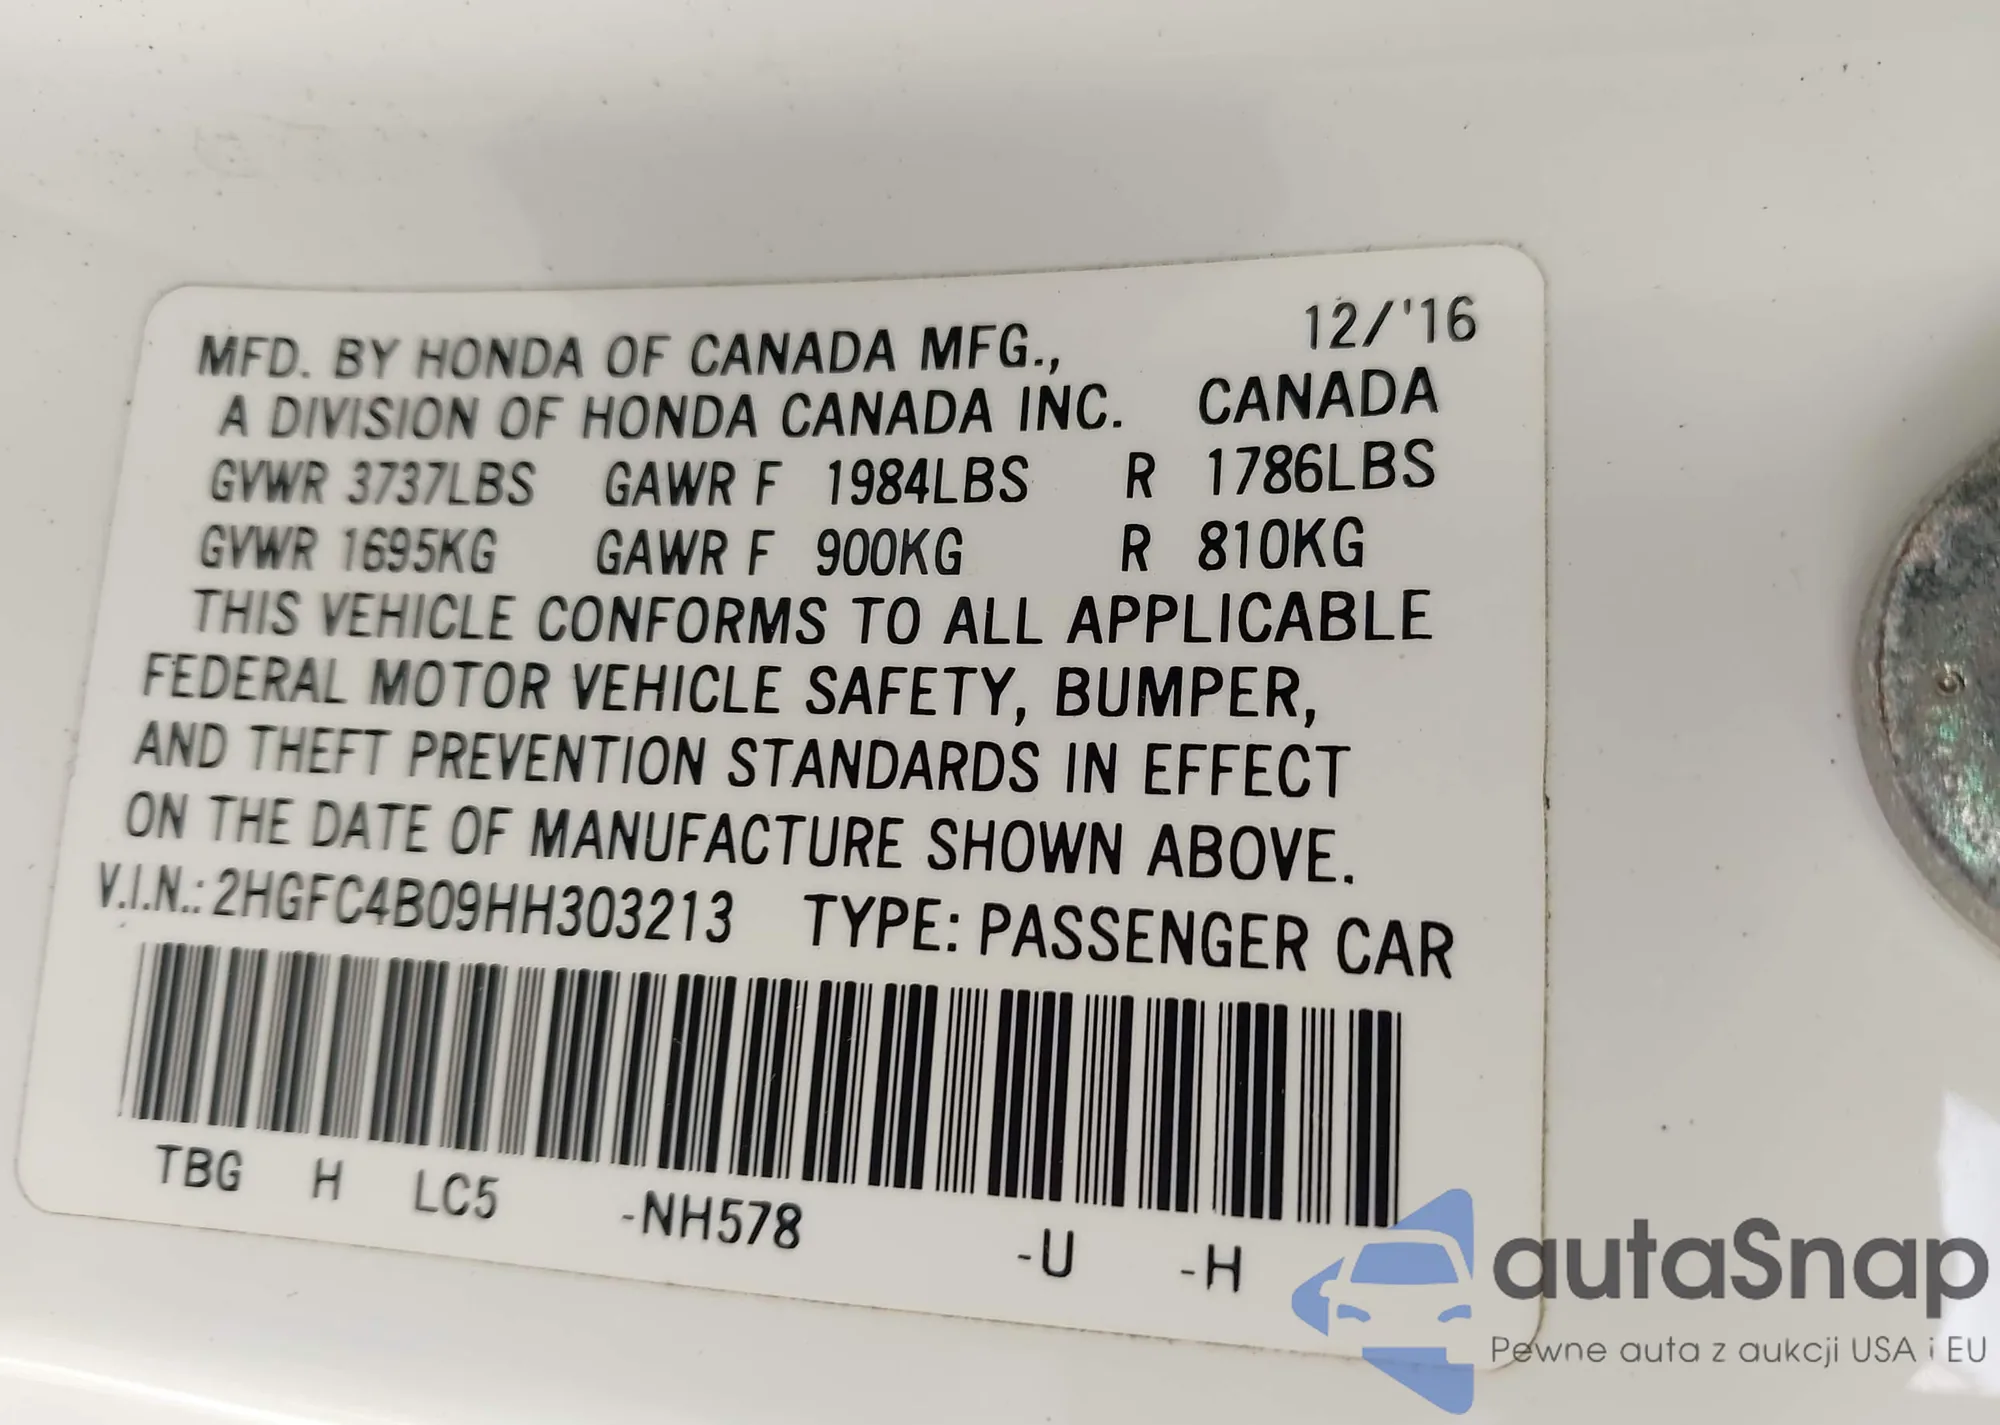 12/'16
MFD. BY HONDA OF CANADA MFG.,
A DIVISION OF HONDA CANADA INC. CANADA
GVWR 3737LBS GAWR F 1984LBS R 1786LBS
GVWR 1695KG GAWR F 900KG R 810KG
THIS VEHICLE CONFORMS TO ALL APPLICABLE
FEDERAL MOTOR VEHICLE SAFETY, BUMPER,
AND THEFT PREVENTION STANDARDS IN EFFECT
ON THE DATE OF MANUFACTURE SHOWN ABOVE.
V.I.N.: 2HGFC4B09HH303213 TYPE: PASSENGER CAR
TBG H LC5 -NH578 -U -H
autaSnap
Pewne auta z aukcji USA i EU